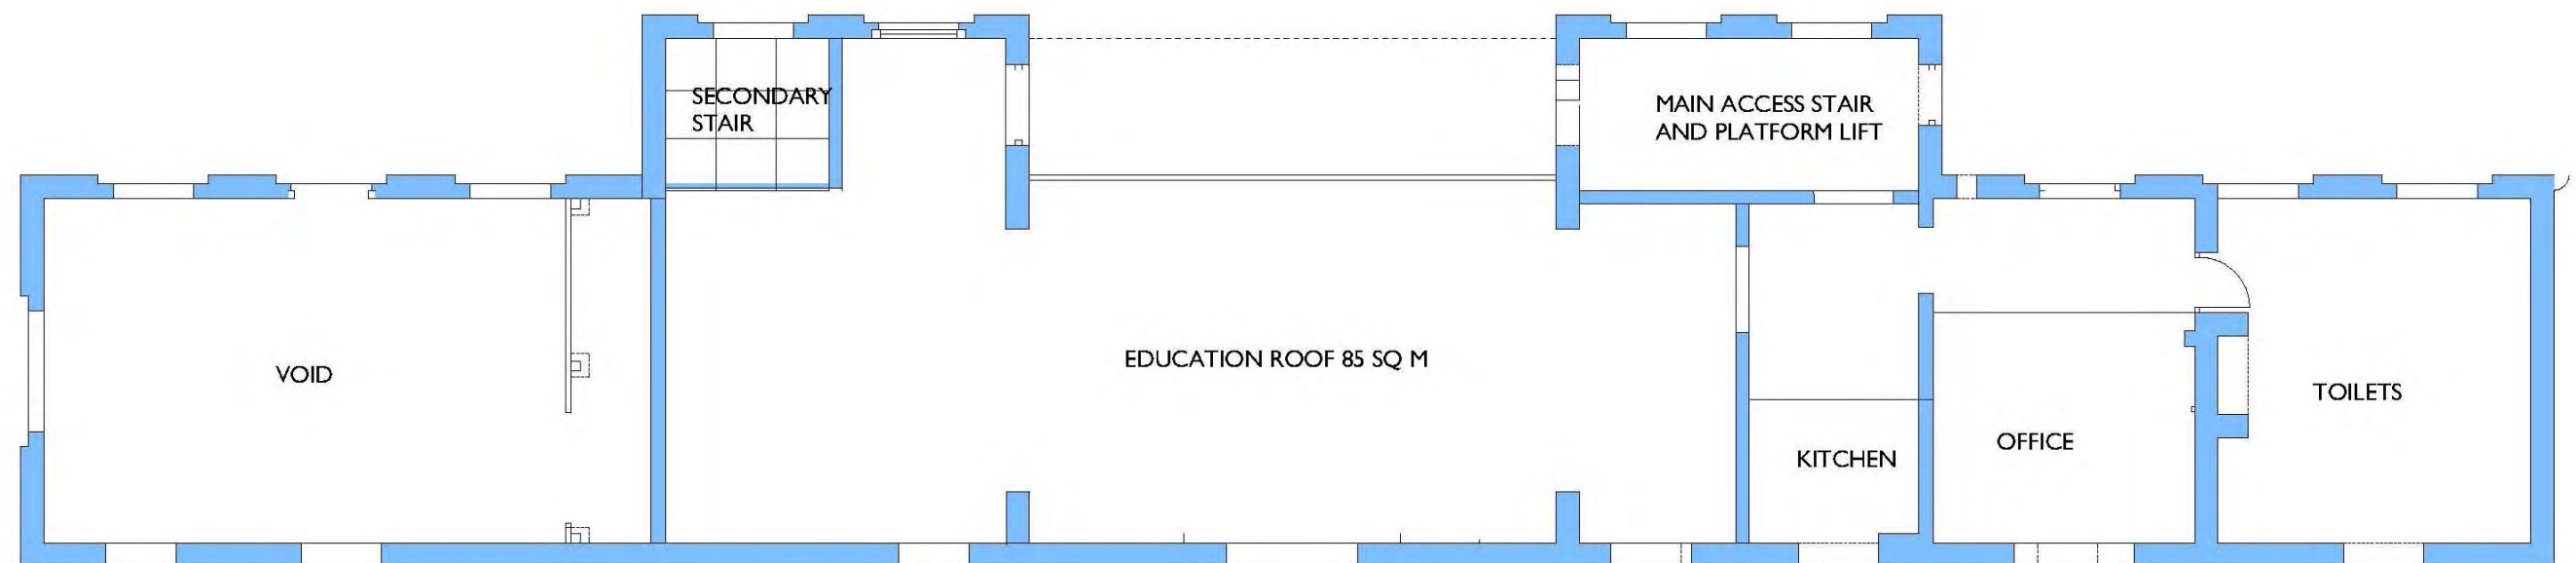 SECONDARY
STAIR
MAIN ACCESS STAIR
AND PLATFORM LIFT
VOID
EDUCATION ROOF 85 SQ M
KITCHEN
OFFICE
TOILETS